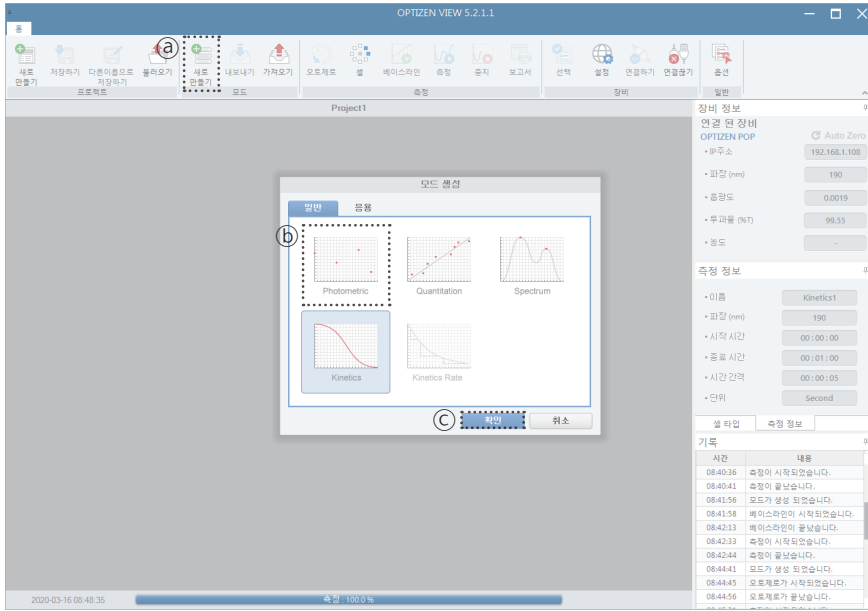 OPTIZEN VIEW 5.2.1.1
홈
새로 만들기 저장하기 다른이름으로 저장하기 불러오기
프로젝트
새로 만들기 내보내기 가져오기
모드
오토제로 셀 베이스라인 측정 중지 보고서
측정
선택 설정 연결하기 연결끊기
장비
옵션
일반
ⓐ
Project1
모드 생성
일반 응용
ⓑ
Photometric Quantitation Spectrum
Kinetics Kinetics Rate
ⓒ 확인 취소
장비 정보
연결 된 장비
OPTIZEN POP Auto Zero
•IP주소 192.168.1.108
•파장 (nm) 190
•흡광도 0.0019
•투과율 (%T) 99.55
•농도 -
측정 정보
•이름 Kinetics1
•파장 (nm) 190
•시작 시간 00 : 00 : 00
•종료 시간 00 : 01 : 00
•시간 간격 00 : 00 : 05
•단위 Second
셀 타입 측정 정보
기록
시간 내용
08:40:36 측정이 시작되었습니다.
08:40:41 측정이 끝났습니다.
08:41:56 모드가 생성 되었습니다.
08:41:58 베이스라인이 시작되었습니다.
08:42:13 베이스라인이 끝났습니다.
08:42:33 측정이 시작되었습니다.
08:42:44 측정이 끝났습니다.
08:44:41 모드가 생성 되었습니다.
08:44:45 오토제로가 시작되었습니다.
08:44:56 오토제로가 끝났습니다.
2020-03-16 08:48:35 측정 : 100.0 %